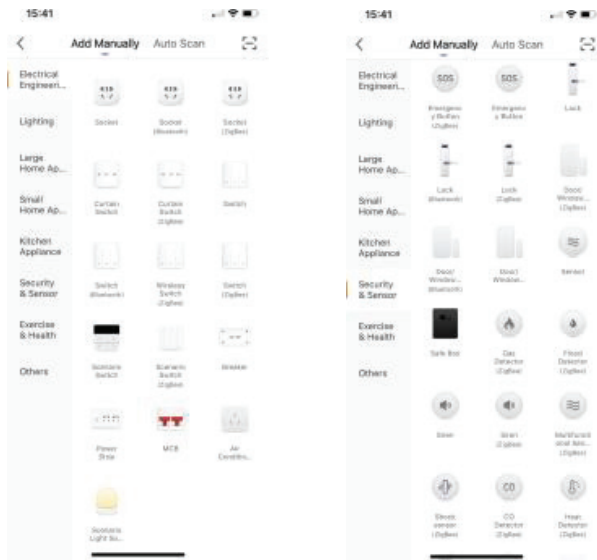 15:41
Add Manually Auto Scan
Electrical
Engineeri...
Lighting
Large
Home Ap...
Small
Home Ap...
Kitchen
Appliance
Security
& Sensor
Exercise
& Health
Others
Socket
Socket
(Bluetooth)
Socket
(ZigBee)
Curtain
Switch
Curtain
Switch
(ZigBee)
Switch
Switch
(Bluetooth)
Wireless
Switch
(ZigBee)
Switch
(ZigBee)
Scenario
Switch
Scenario
Switch
(ZigBee)
Breaker
Power
Strip
MCB
Air
Conditio...
Scenario
Light So...
15:41
Add Manually Auto Scan
Electrical
Engineeri...
Lighting
Large
Home Ap...
Small
Home Ap...
Kitchen
Appliance
Security
& Sensor
Exercise
& Health
Others
SOS
SOS
Emergenc
y Button
(ZigBee)
Emergenc
y Button
Lock
Lock
(Bluetooth)
Lock
(ZigBee)
Door/
Window...
(ZigBee)
Door/
Window...
(Bluetooth)
Door/
Window...
Sensor
Safe Box
Gas
Detector
(ZigBee)
Flood
Detector
(ZigBee)
Siren
Siren
(ZigBee)
Multifuncti
onal Sen...
(ZigBee)
CO
Shock
sensor
(ZigBee)
CO
Detector
(ZigBee)
Heat
Detector
(ZigBee)